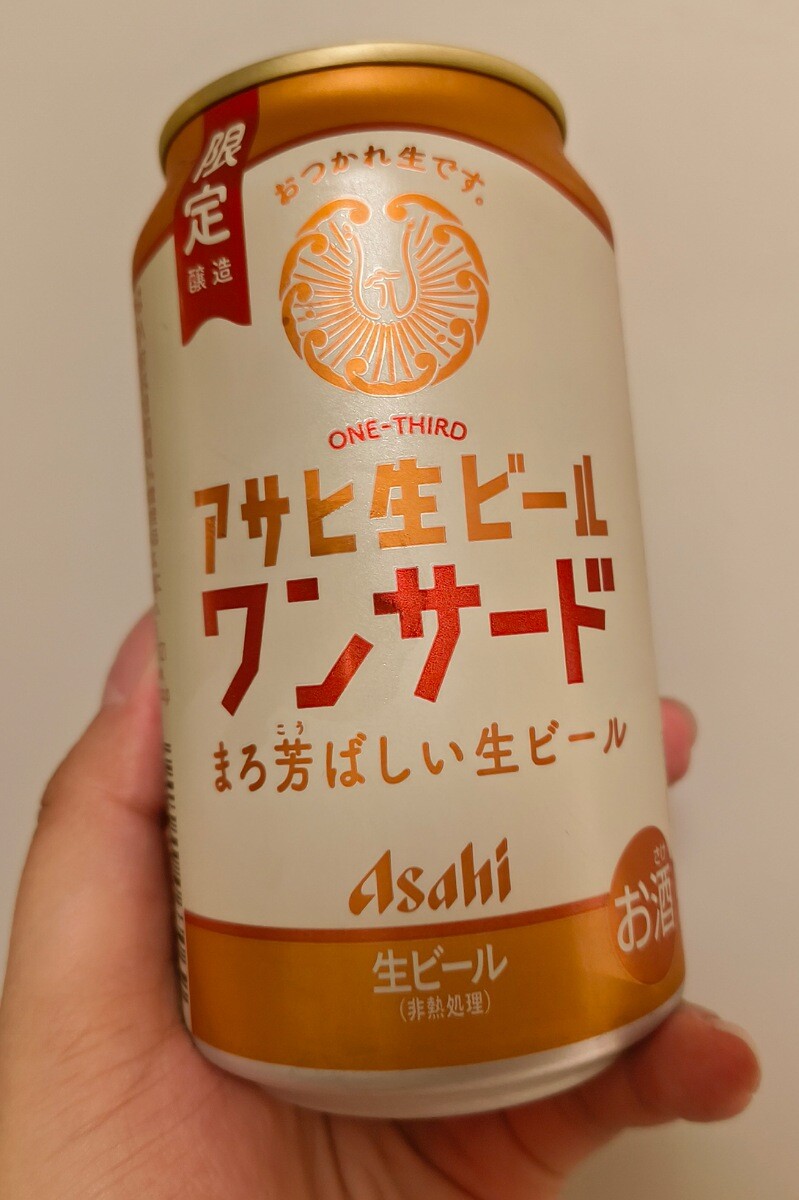 限定
醸造
おつかれ生です。
ONE-THIRD
アサヒ生ビール
ワンサード
こう
まろ芳ばしい生ビール
Asahi
さけ
お酒
生ビール
(非熱処理)